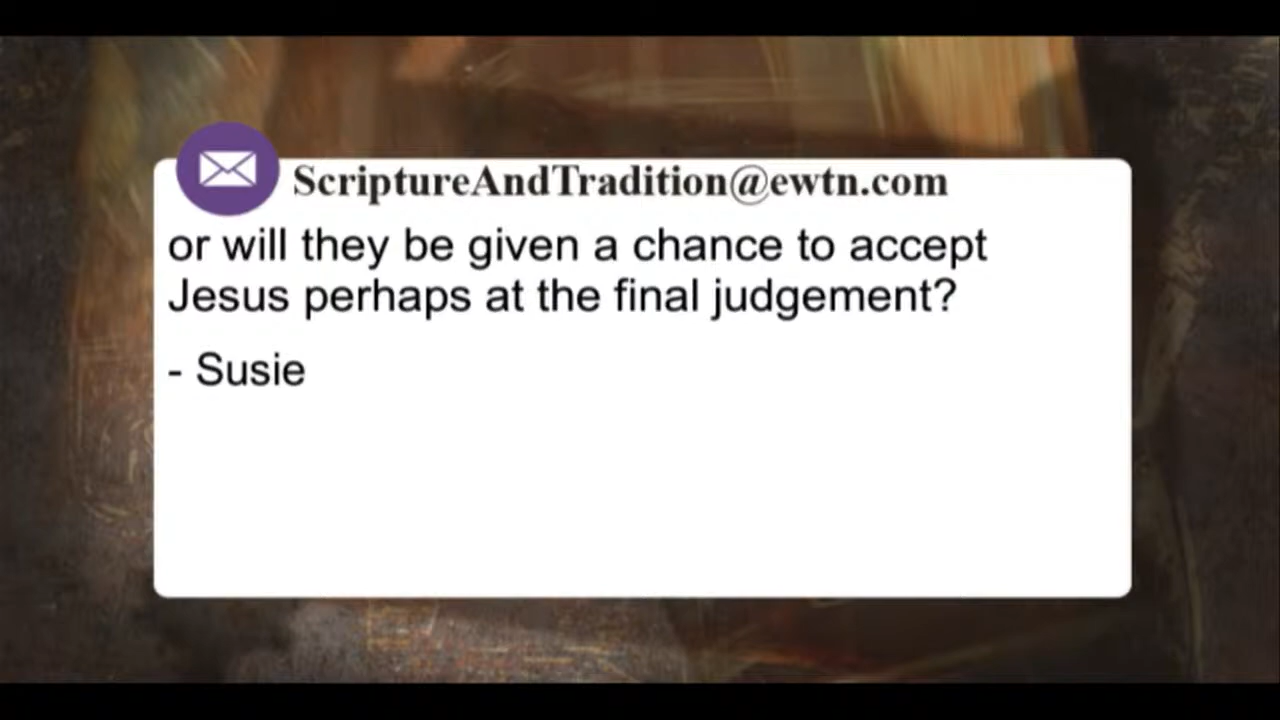 ScriptureAndTradition@ewtn.com
or will they be given a chance to accept
Jesus perhaps at the final judgement?
- Susie